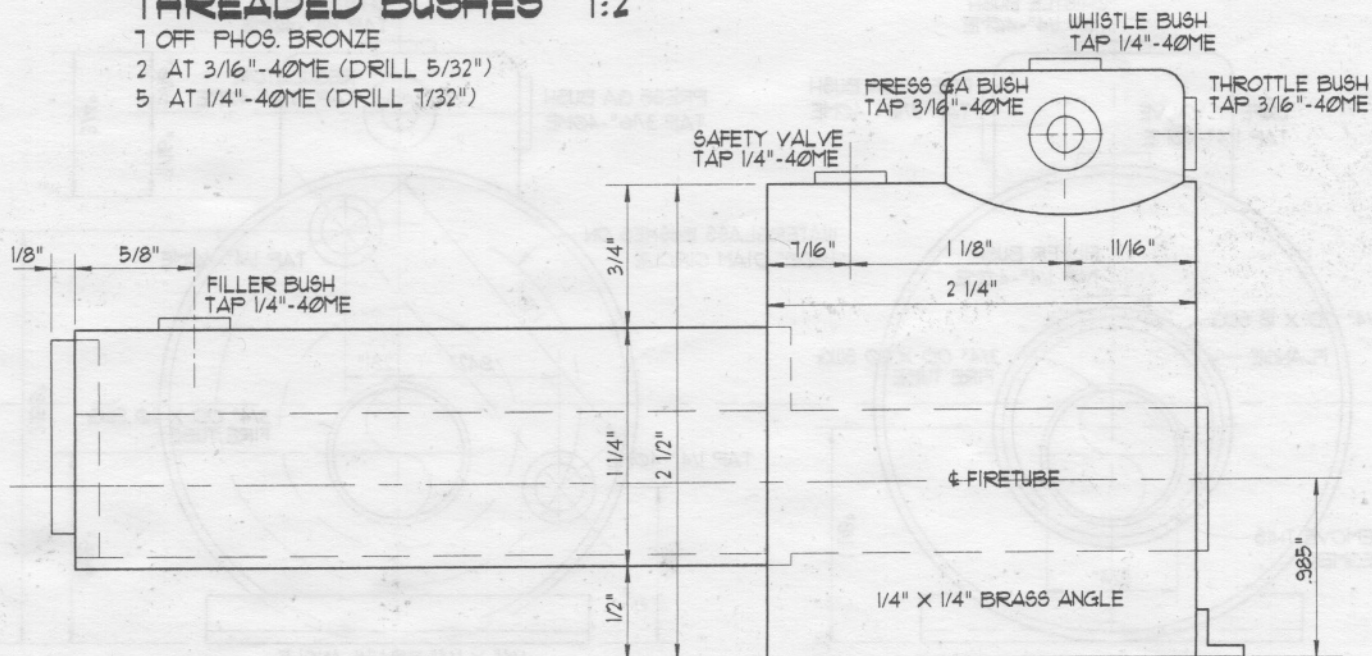 THREADED BUSHES 1:2
7 OFF PHOS. BRONZE
2 AT 3/16"-40ME (DRILL 5/32")
5 AT 1/4"-40ME (DRILL 7/32")
WHISTLE BUSH
TAP 1/4"-40ME
PRESS GA BUSH
TAP 3/16"-40ME
THROTTLE BUSH
TAP 3/16"-40ME
SAFETY VALVE
TAP 1/4"-40ME
1/8"
5/8"
FILLER BUSH
TAP 1/4"-40ME
3/4"
7/16"
1 1/8"
11/16"
2 1/4"
1 1/4"
2 1/2"
℄ FIRETUBE
.985"
1/2"
1/4" X 1/4" BRASS ANGLE